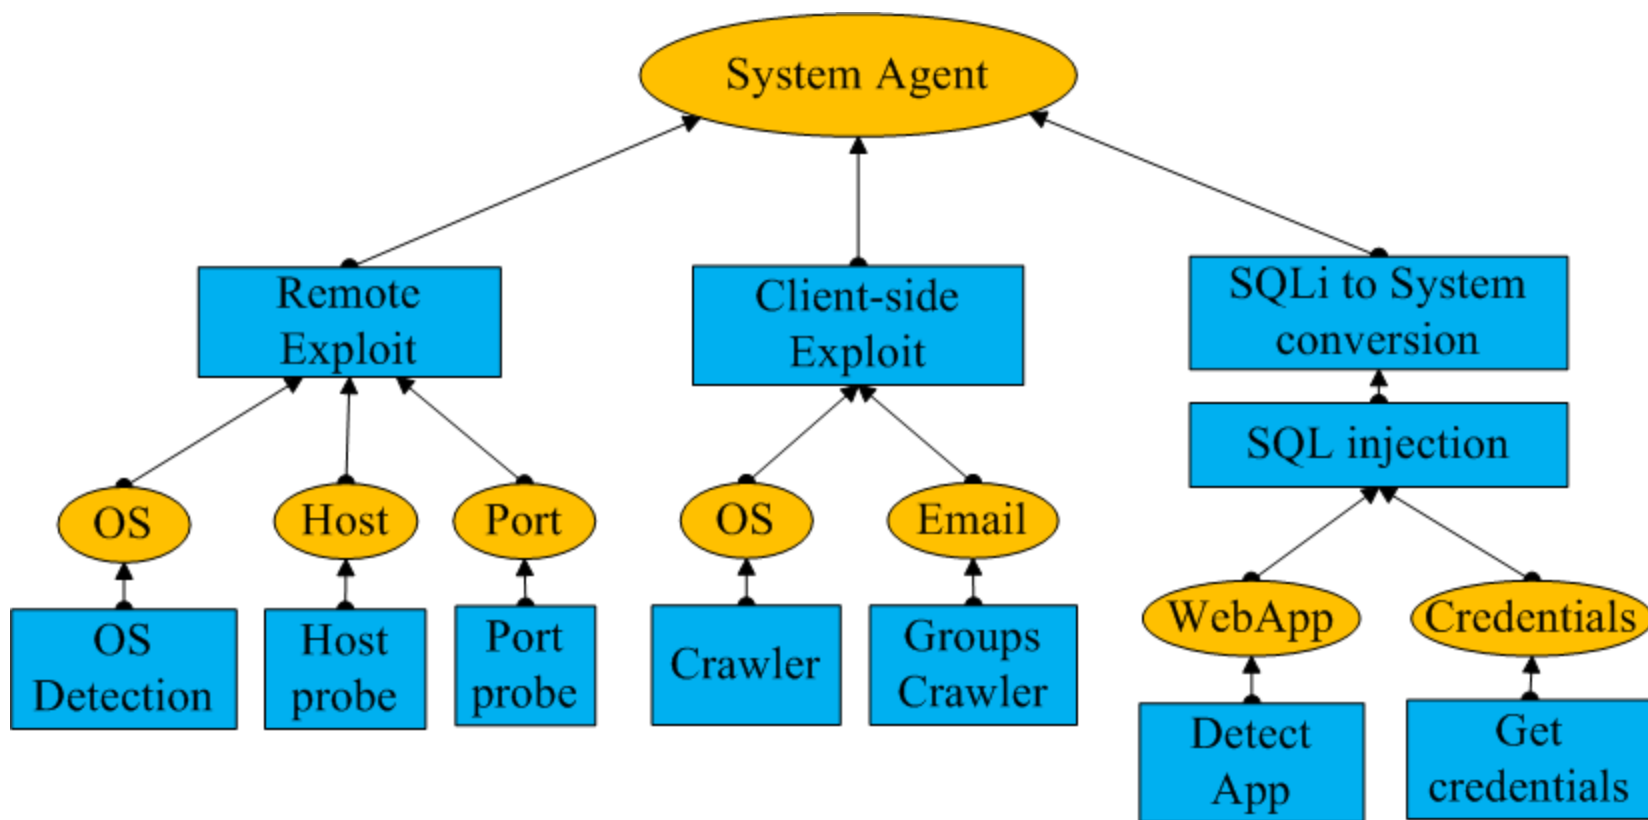 System Agent
Remote
Exploit
Client-side
Exploit
SQLi to System
conversion
SQL injection
OS
Host
Port
OS
Email
WebApp
Credentials
OS
Detection
Host
probe
Port
probe
Crawler
Groups
Crawler
Detect
App
Get
credentials